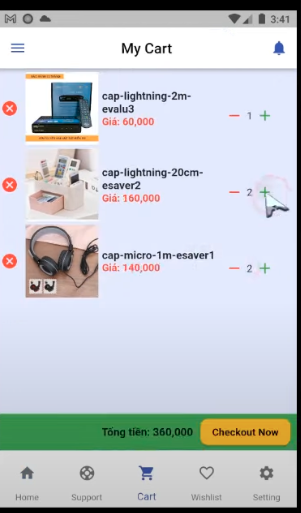 3:41
My Cart
cap-lightning-2m-
evalu3
Giá: 60,000
1
cap-lightning-20cm-
esaver2
Giá: 160,000
2
cap-micro-1m-esaver1
Giá: 140,000
2
Tổng tiền: 360,000
Checkout Now
Home
Support
Cart
Wishlist
Setting